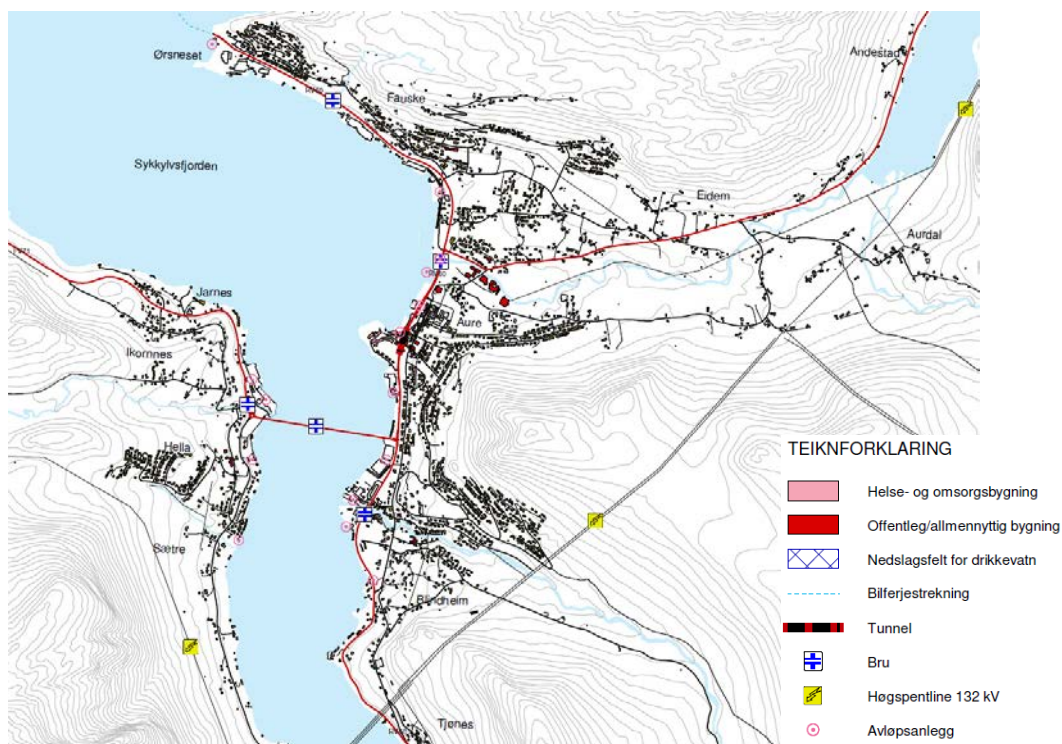 Ørsneset
Andestad
Fauske
Sykkylvsfjorden
Eidem
Aurdal
Jarnes
Aure
Ikornnes
Hella
Sætre
Blindheim
Tjønes
TEIKNFORKLARING
Helse- og omsorgsbygning
Offentleg/allmennyttig bygning
Nedslagsfelt for drikkevatn
Bilferjestrekning
Tunnel
Bru
Høgspentline 132 kV
Avløpsanlegg